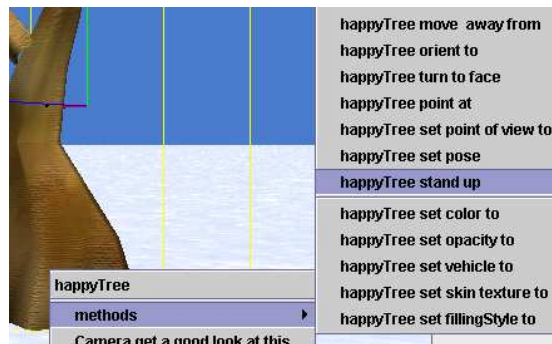 happyTree move  away from
happyTree orient to
happyTree turn to face
happyTree point at
happyTree set point of view to
happyTree set pose
happyTree stand up
happyTree set color to
happyTree set opacity to
happyTree set vehicle to
happyTree set skin texture to
happyTree set fillingStyle to
happyTree
methods
Camera get a good look at this